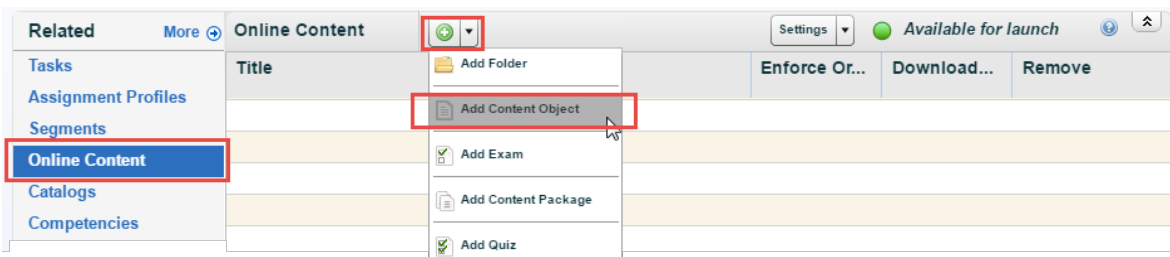 Related More Online Content Settings Available for launch
Tasks Title Add Folder Enforce Or... Download... Remove
Assignment Profiles Add Content Object
Segments
Online Content Add Exam
Catalogs Add Content Package
Competencies
Add Quiz